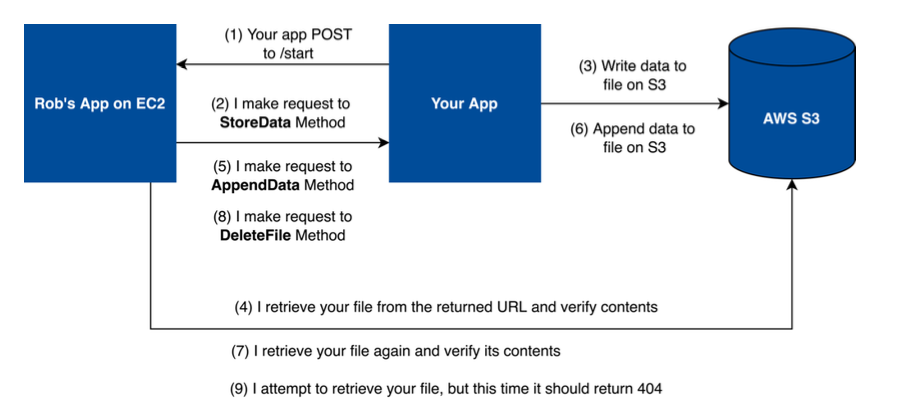 (1) Your app POST
to /start
Rob's App on EC2
(2) I make request to
StoreData Method
Your App
(3) Write data to
file on S3
AWS S3
(6) Append data to
file on S3
(5) I make request to
AppendData Method
(8) I make request to
DeleteFile Method
(4) I retrieve your file from the returned URL and verify contents
(7) I retrieve your file again and verify its contents
(9) I attempt to retrieve your file, but this time it should return 404